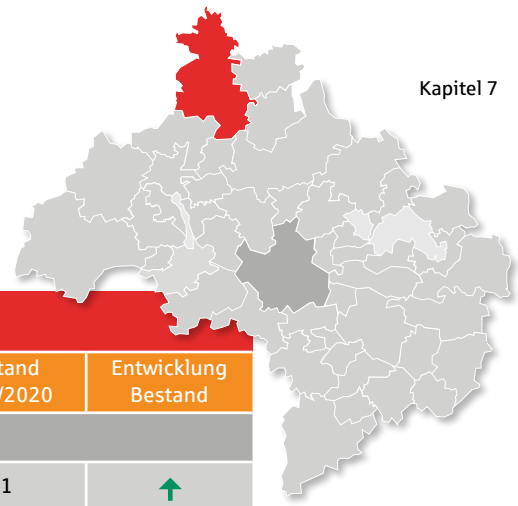 Kapitel 7
tand
/2020
Entwicklung
Bestand
1